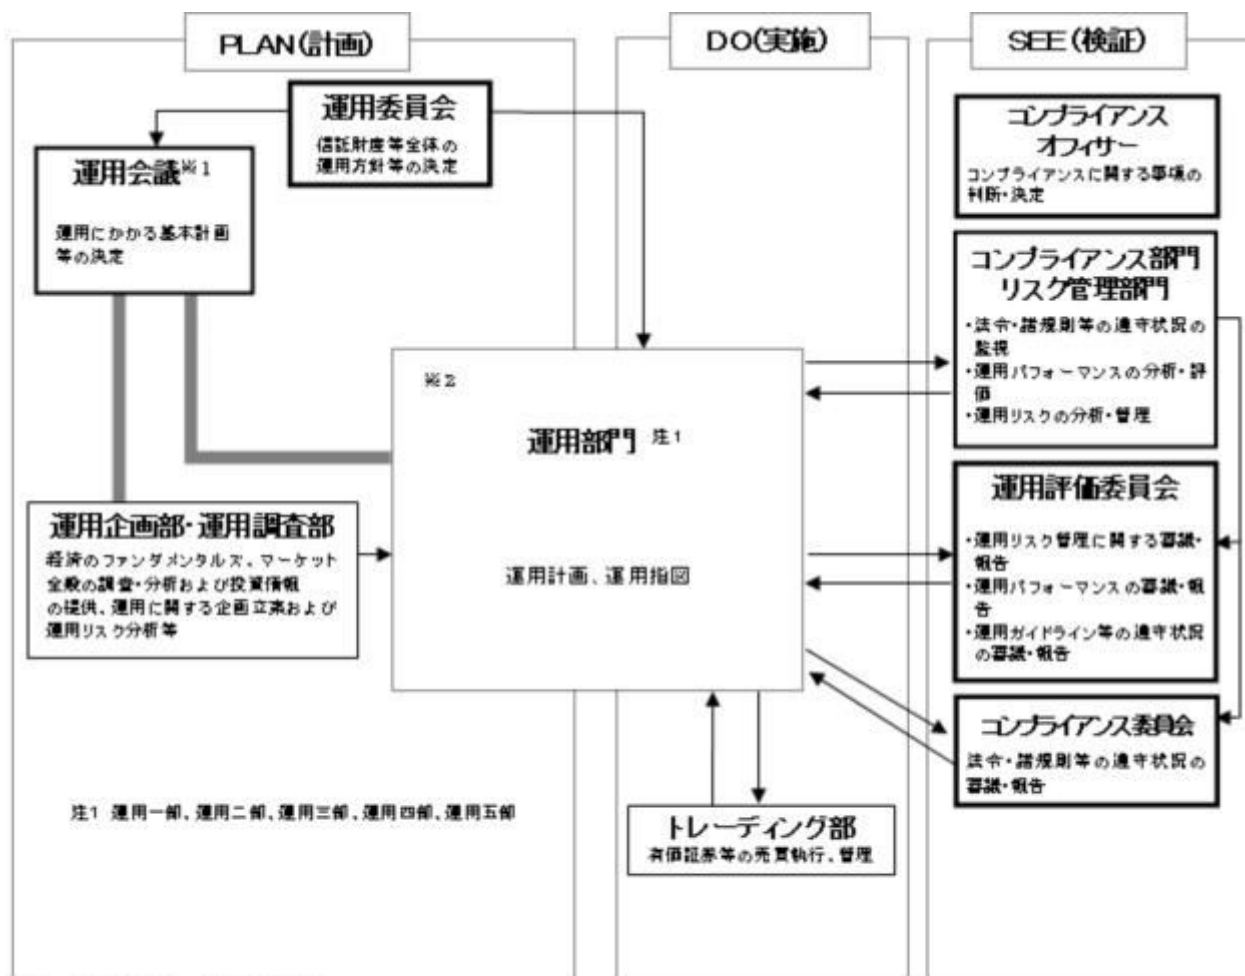 PLAN(計画)
運用委員会
信託財産等全体の
運用方針等の決定
運用会議※1
運用にかかる基本計画
等の決定
運用企画部・運用調査部
経済のファンダメンタルズ、マーケット
全般の調査・分析および投資情報
の提供、運用に関する企画立案および
運用リスク分析等
注1 運用一部、運用二部、運用三部、運用四部、運用五部
DO(実施)
※2
運用部門 注1
運用計画、運用指図
トレーディング部
有価証券等の売買執行、管理
SEE(検証)
コンプライアンス
オフィサー
コンプライアンスに関する事項の
判断・決定
コンプライアンス部門
リスク管理部門
・法令・諸規則等の遵守状況の
監視
・運用パフォーマンスの分析・評
価
・運用リスクの分析・管理
運用評価委員会
・運用リスク管理に関する審議・
報告
・運用パフォーマンスの審議・報
告
・運用ガイドライン等の遵守状況
の審議・報告
コンプライアンス委員会
法令・諸規則等の遵守状況の
審議・報告